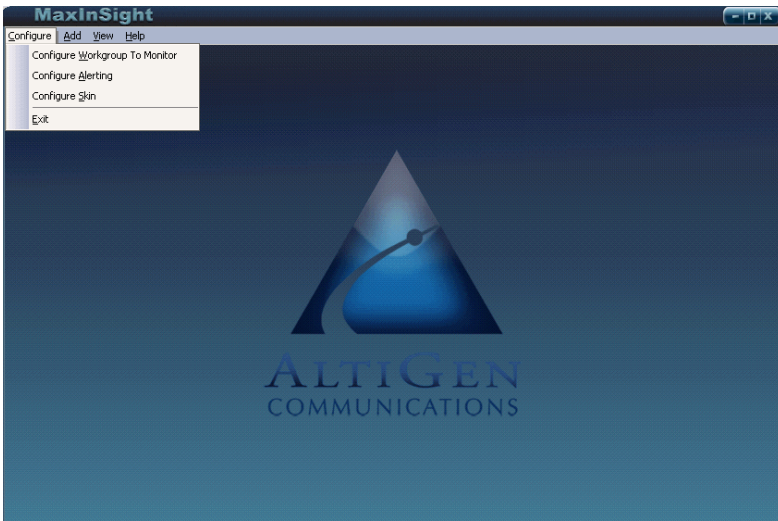 MaxInSight
Configure Add View Help
Configure Workgroup To Monitor
Configure Alerting
Configure Skin
Exit
ALTIGEN
COMMUNICATIONS